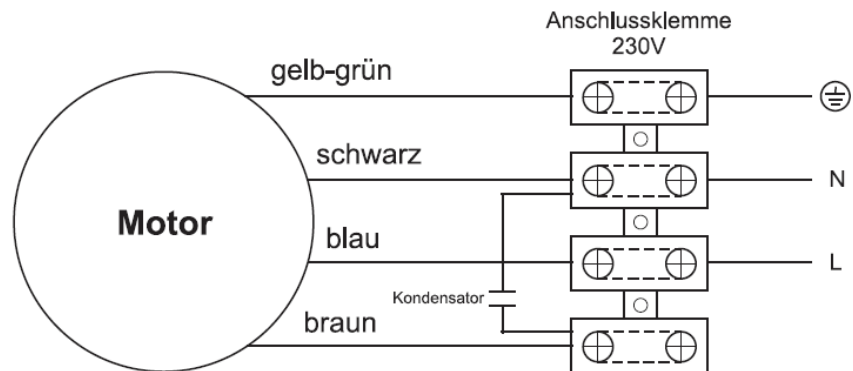 Anschlussklemme
230V
gelb-grün
schwarz
N
Motor
blau
L
Kondensator
braun